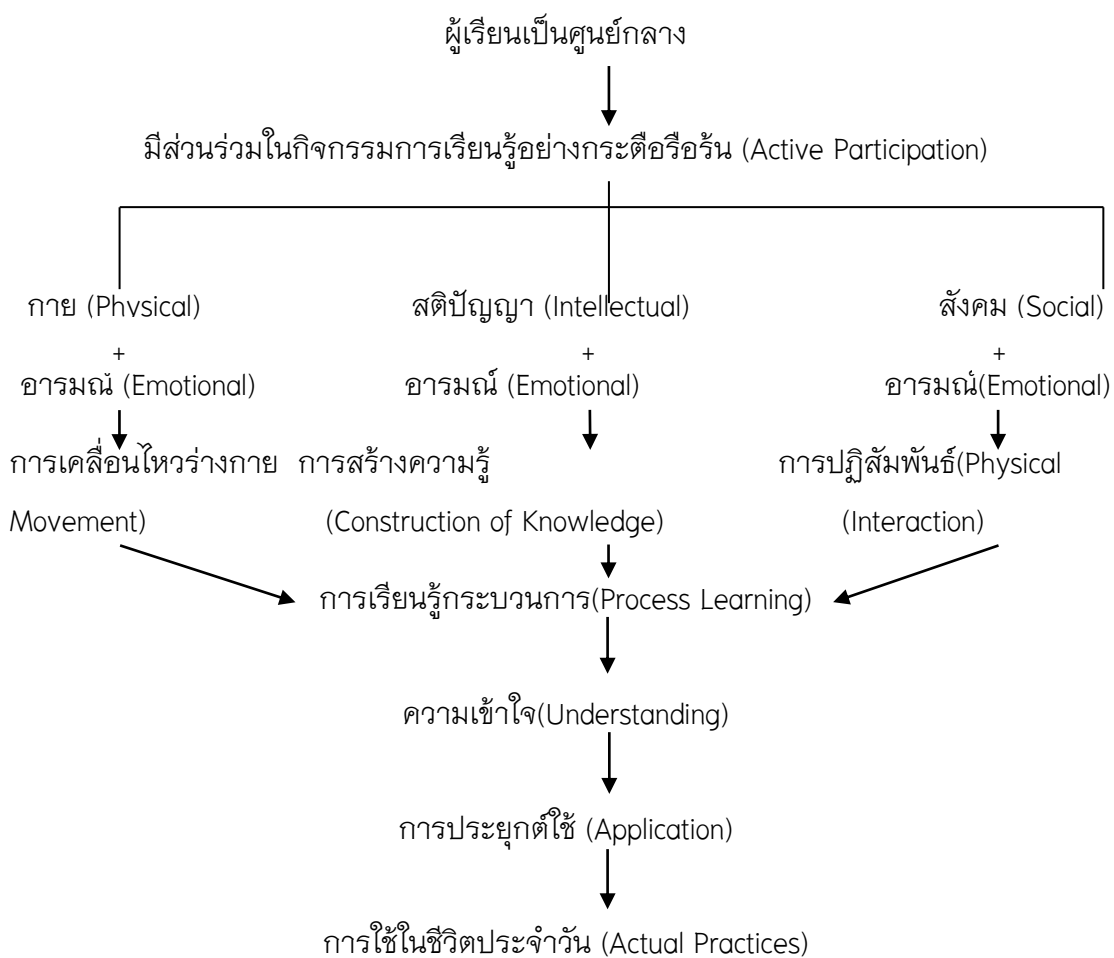 ผู้เรียนเป็นศูนย์กลาง
มีส่วนร่วมในกิจกรรมการเรียนรู้อย่างกระตือรือร้น (Active Participation)
กาย (Physical) สติปัญญา (Intellectual) สังคม (Social)
+ + +
อารมณ์ (Emotional) อารมณ์ (Emotional) อารมณ์(Emotional)
การเคลื่อนไหวร่างกาย การสร้างความรู้ การปฏิสัมพันธ์(Physical
Movement) (Construction of Knowledge) (Interaction)
การเรียนรู้กระบวนการ(Process Learning)
ความเข้าใจ(Understanding)
การประยุกต์ใช้ (Application)
การใช้ในชีวิตประจำวัน (Actual Practices)